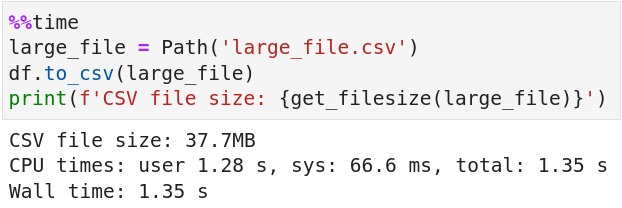 %%time
large_file = Path('large_file.csv')
df.to_csv(large_file)
print(f'CSV file size: {get_filesize(large_file)}')
CSV file size: 37.7MB
CPU times: user 1.28 s, sys: 66.6 ms, total: 1.35 s
Wall time: 1.35 s